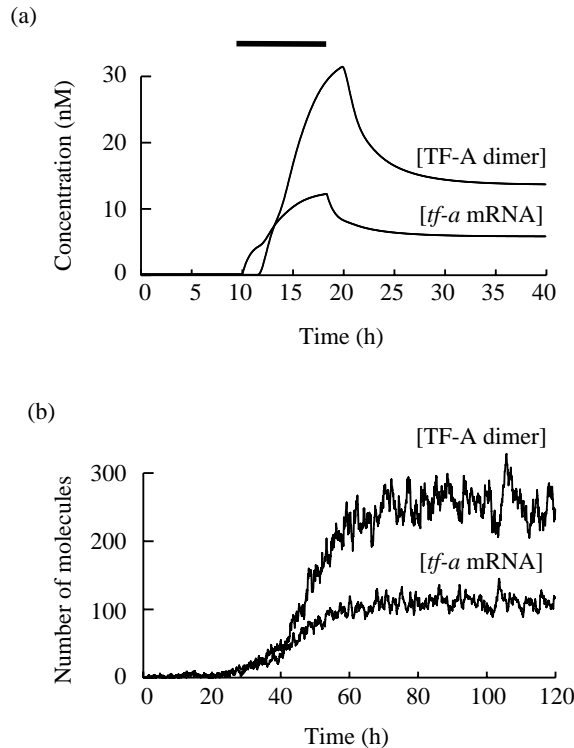 (a)
Concentration (nM)
30
20
10
0
[TF-A dimer]
[tf-a mRNA]
0 5 10 15 20 25 30 35 40
Time (h)
(b)
Number of molecules
300
200
100
0
[TF-A dimer]
[tf-a mRNA]
0 20 40 60 80 100 120
Time (h)